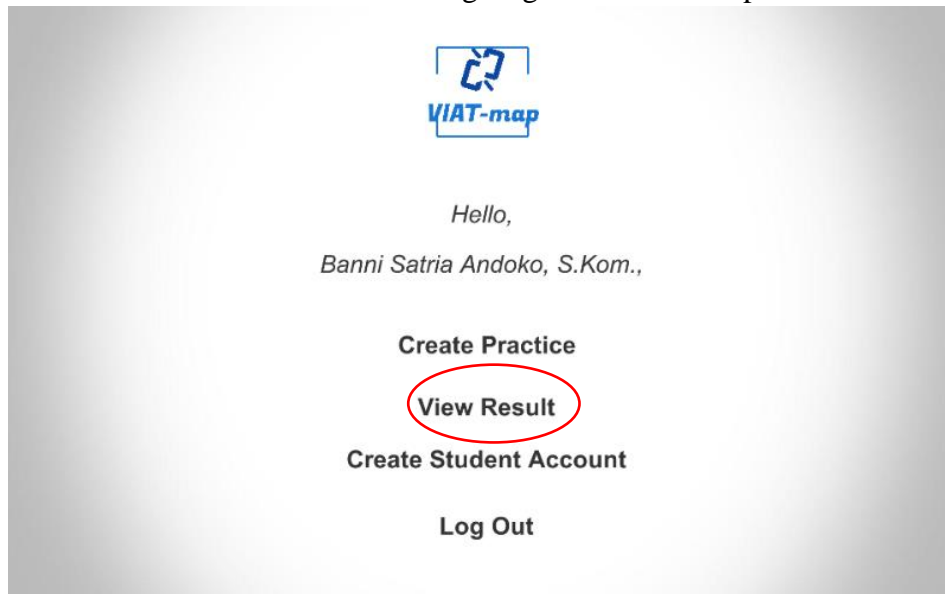 VIAT-map
Hello,
Banni Satria Andoko, S.Kom.,
Create Practice
View Result
Create Student Account
Log Out